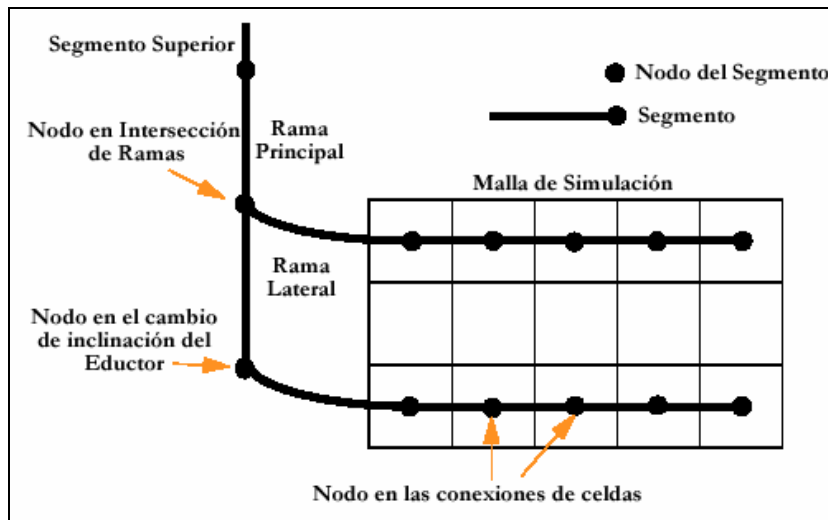 Segmento Superior
Nodo del Segmento
Segmento
Nodo en Intersección
de Ramas
Rama
Principal
Malla de Simulación
Rama
Lateral
Nodo en el cambio
de inclinación del
Eductor
Nodo en las conexiones de celdas